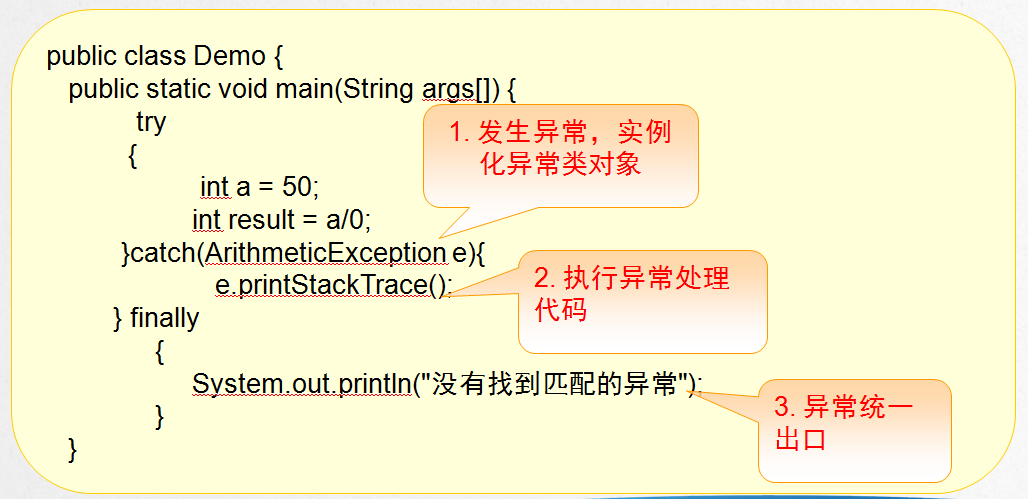 public class Demo {
public static void main(String args[]) {
try
{
int a = 50;
int result = a/0;
}catch(ArithmeticException e){
e.printStackTrace();
} finally
{
System.out.println("没有找到匹配的异常");
}
}
1. 发生异常，实例
化异常类对象
2. 执行异常处理
代码
3. 异常统一
出口